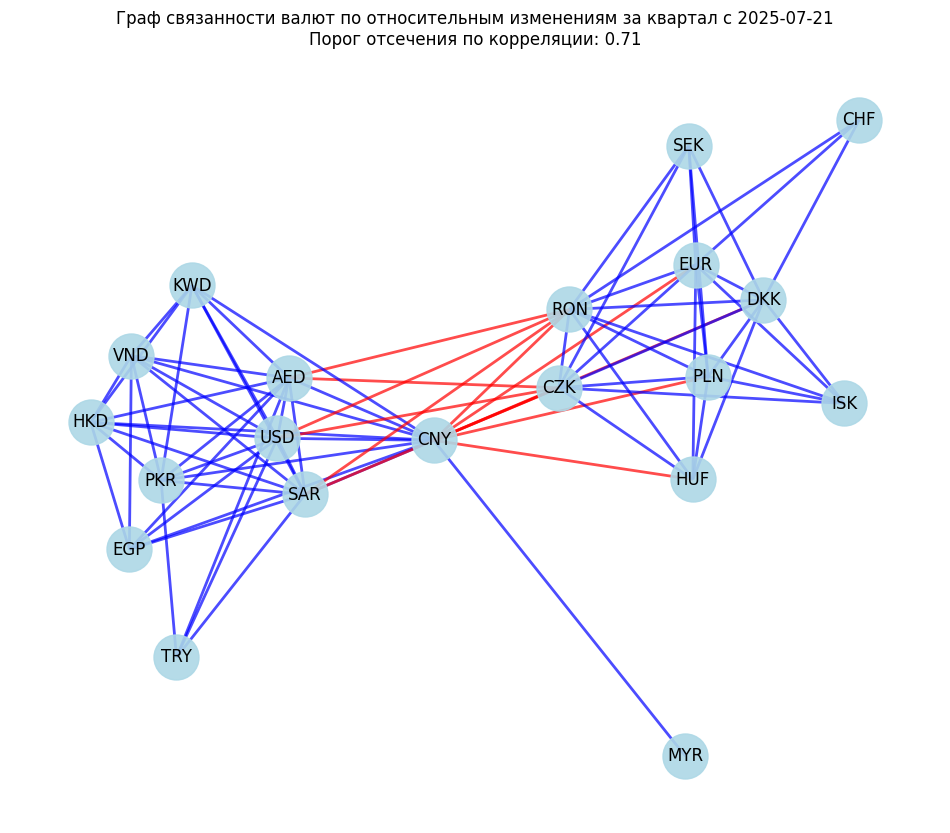 Граф связанности валют по относительным изменениям за квартал с 2025-07-21
Порог отсечения по корреляции: 0.71
CHF
SEK
EUR
KWD
DKK
RON
VND
AED
PLN
CZK
ISK
HKD
USD
CNY
PKR
HUF
SAR
EGP
TRY
MYR